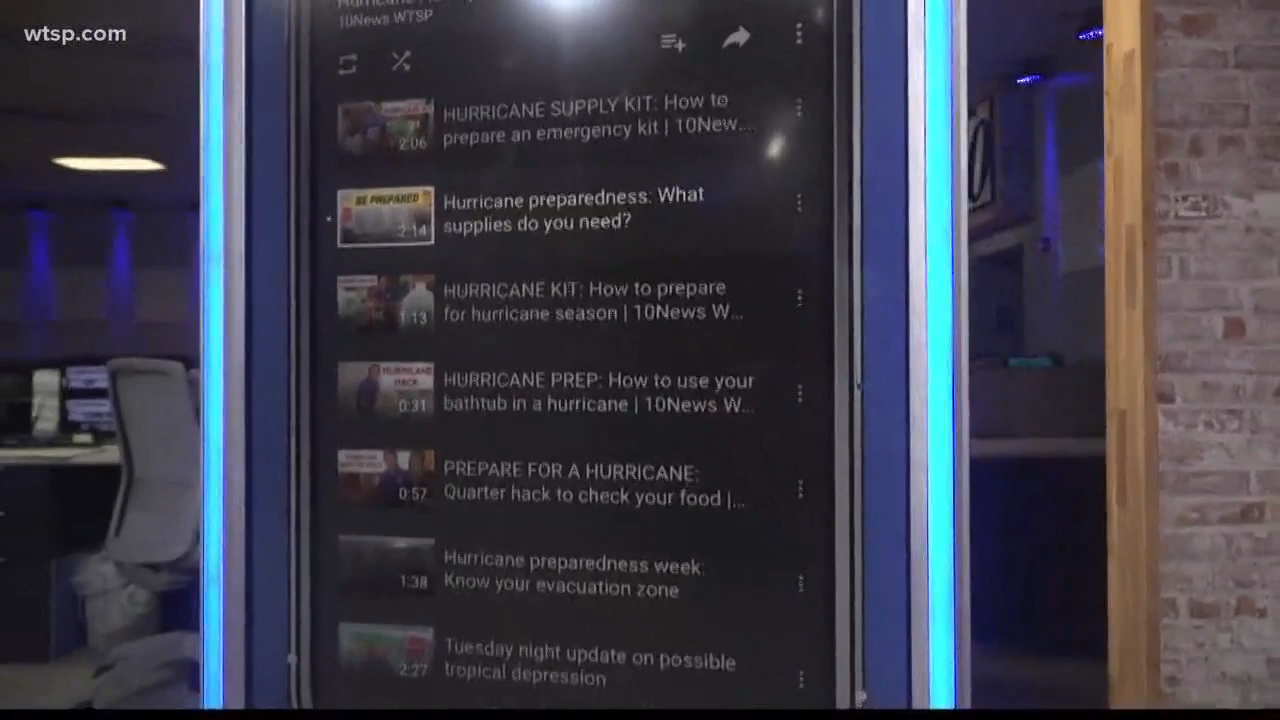 wtsp.com
10News WTSP
HURRICANE SUPPLY KIT: How to
prepare an emergency kit | 10New...
2:06
BE PREPARED
Hurricane preparedness: What
supplies do you need?
2:14
HURRICANE KIT: How to prepare
for hurricane season | 10News W...
1:13
HURRICANE
HACK
HURRICANE PREP: How to use your
bathtub in a hurricane | 10News W...
0:31
PREPARE FOR A HURRICANE:
Quarter hack to check your food |...
0:57
Hurricane preparedness week:
Know your evacuation zone
1:38
Tuesday night update on possible
tropical depression
2:27